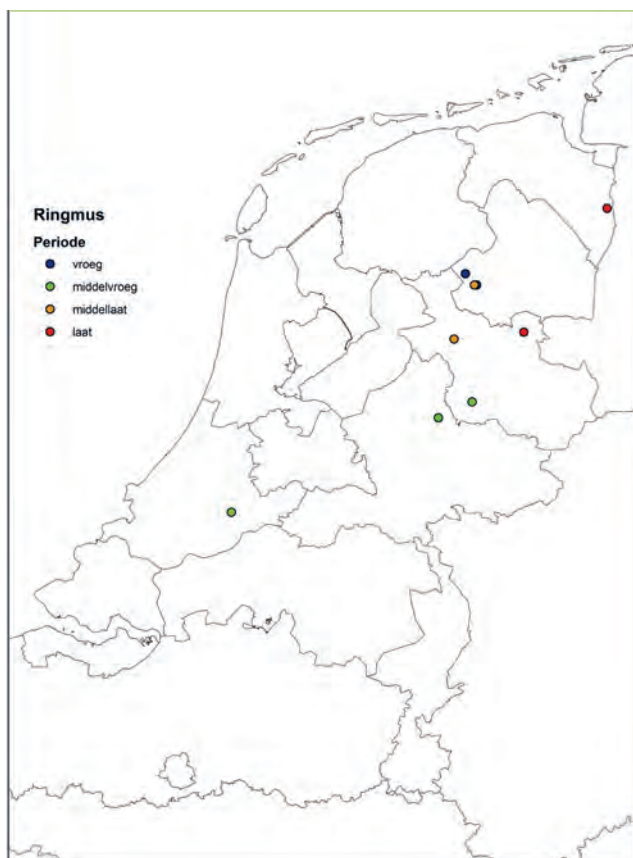 Ringmus
Periode
vroeg
middelvroeg
middellaat
laat